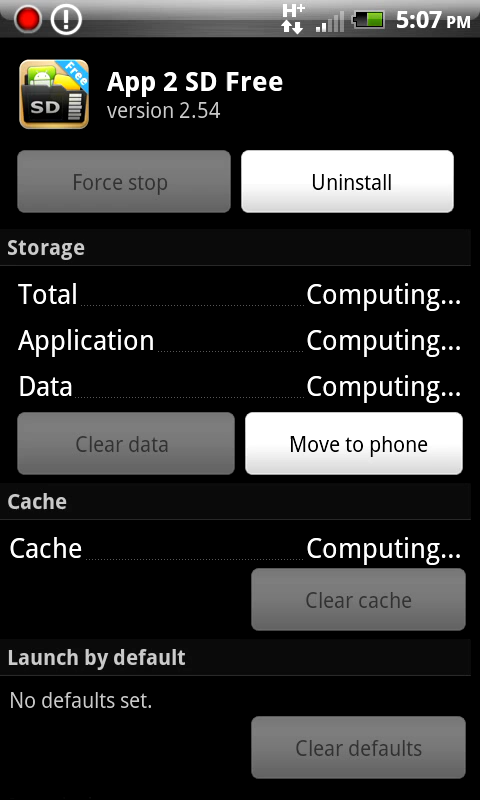 H+ 5:07 PM
Free
SD
App 2 SD Free
version 2.54
Force stop Uninstall
Storage
Total Computing...
Application Computing...
Data Computing...
Clear data Move to phone
Cache
Cache Computing...
Clear cache
Launch by default
No defaults set.
Clear defaults